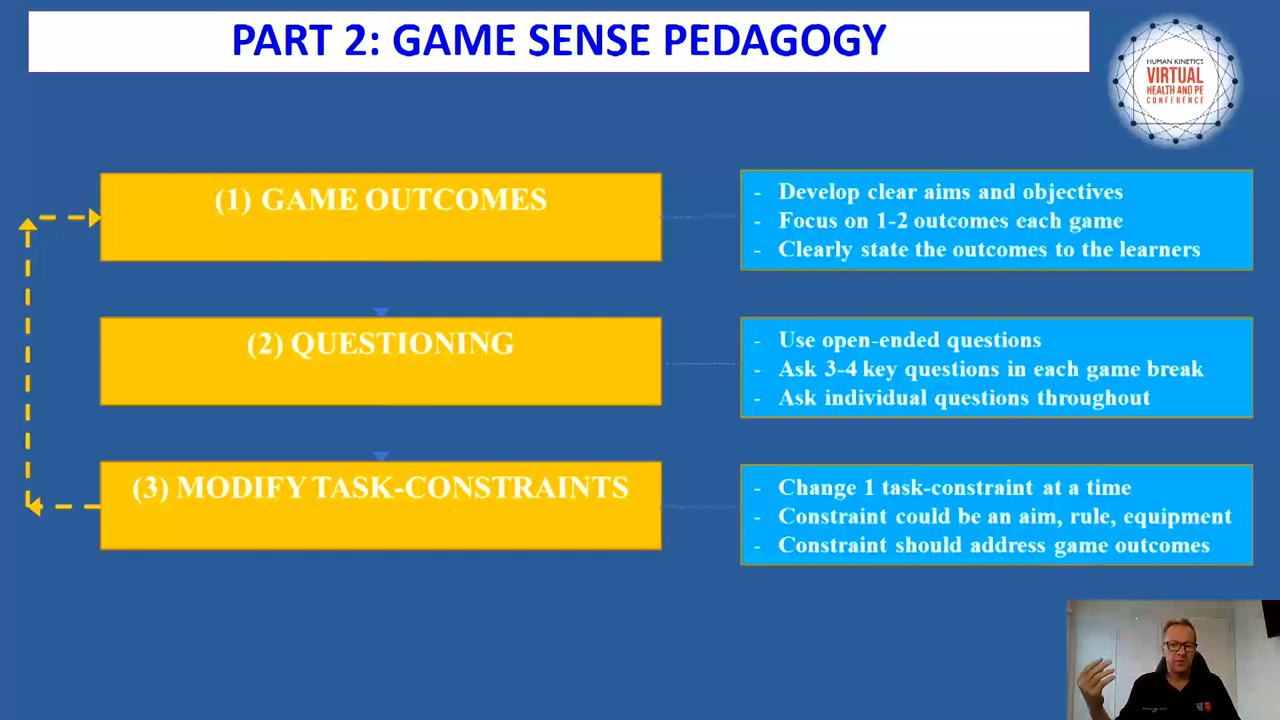 PART 2: GAME SENSE PEDAGOGY
HUMAN KINETICS
VIRTUAL
HEALTH AND PE
CONFERENCE
(1) GAME OUTCOMES
- Develop clear aims and objectives
- Focus on 1-2 outcomes each game
- Clearly state the outcomes to the learners
(2) QUESTIONING
- Use open-ended questions
- Ask 3-4 key questions in each game break
- Ask individual questions throughout
(3) MODIFY TASK-CONSTRAINTS
- Change 1 task-constraint at a time
- Constraint could be an aim, rule, equipment
- Constraint should address game outcomes